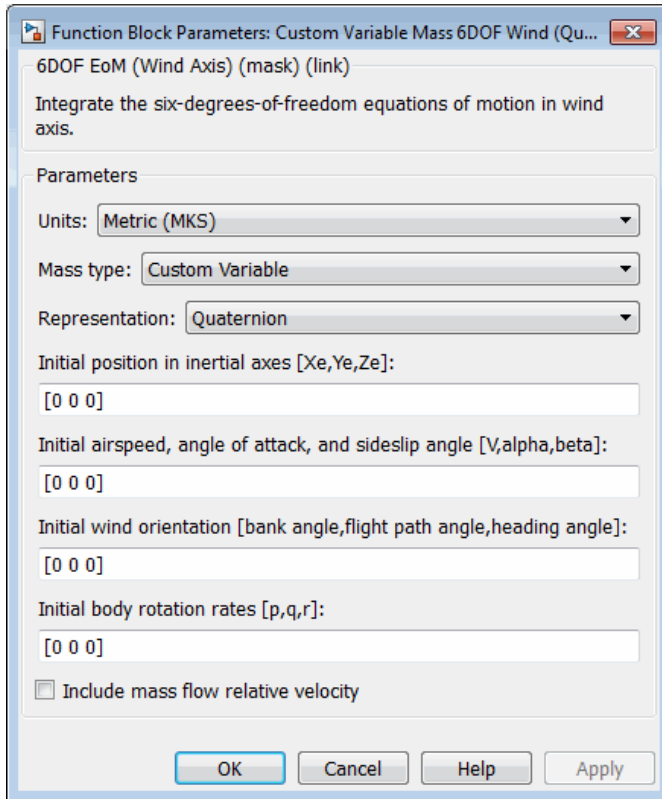 Function Block Parameters: Custom Variable Mass 6DOF Wind (Qu...
6DOF EoM (Wind Axis) (mask) (link)
Integrate the six-degrees-of-freedom equations of motion in wind
axis.
Parameters
Units: Metric (MKS)
Mass type: Custom Variable
Representation: Quaternion
Initial position in inertial axes [Xe,Ye,Ze]:
[0 0 0]
Initial airspeed, angle of attack, and sideslip angle [V,alpha,beta]:
[0 0 0]
Initial wind orientation [bank angle,flight path angle,heading angle]:
[0 0 0]
Initial body rotation rates [p,q,r]:
[0 0 0]
Include mass flow relative velocity
OK Cancel Help Apply